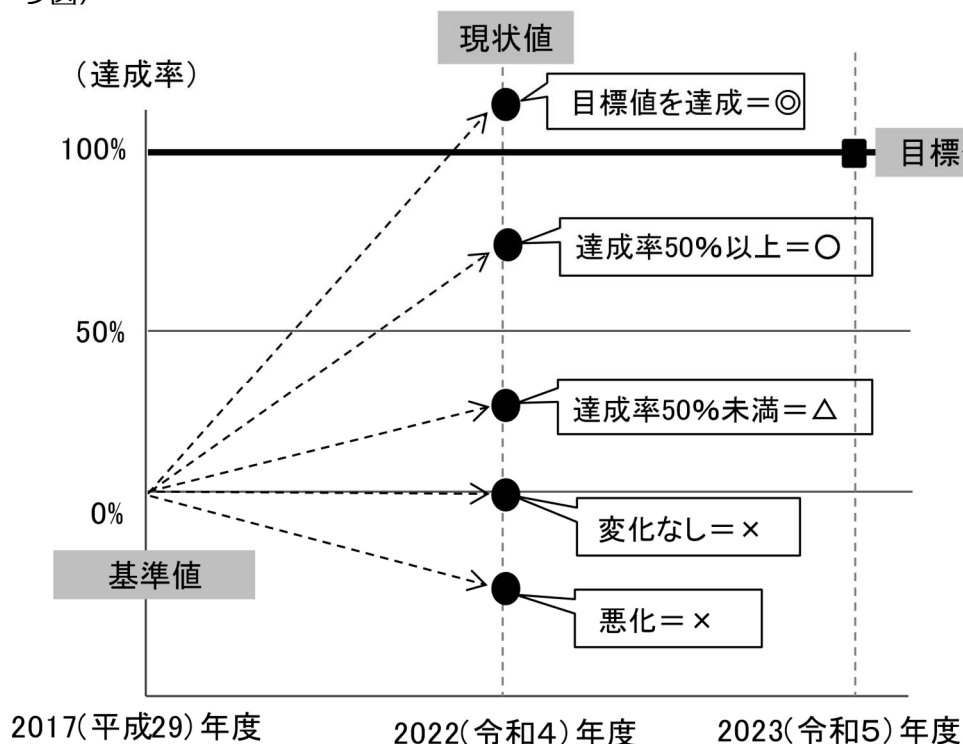 現状値
(達成率)
目標値を達成=◎
100%
目標
達成率50%以上=○
50%
達成率50%未満=△
0%
変化なし=×
基準値
悪化=×
2017(平成29)年度
2022(令和4)年度
2023(令和5)年度